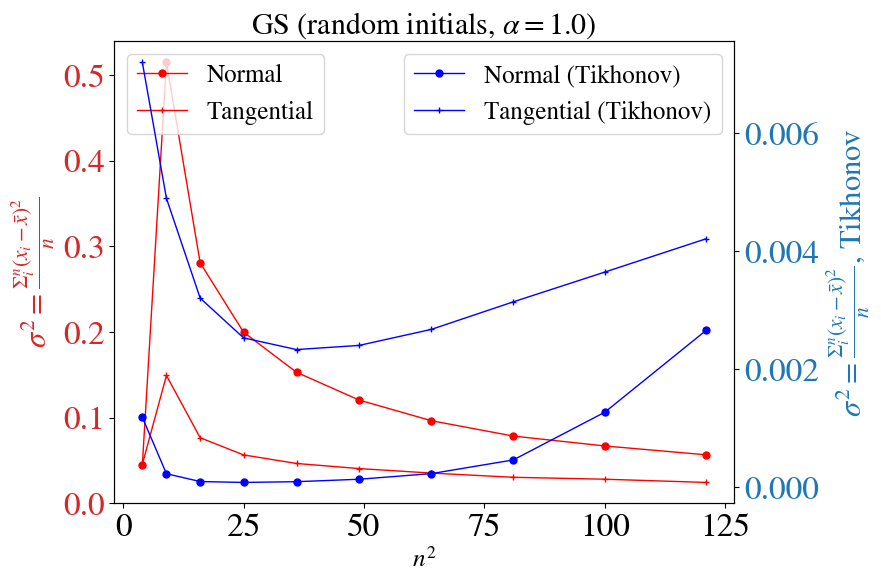 GS (random initials, α = 1.0)
Normal
Tangential
Normal (Tikhonov)
Tangential (Tikhonov)
0.5
0.4
0.3
0.2
0.1
0.0
σ² = Σᵢⁿ(xᵢ − x̄)² / n
0.006
0.004
0.002
0.000
σ² = Σᵢⁿ(xᵢ − x̄)² / n, Tikhonov
0 25 50 75 100 125
n²